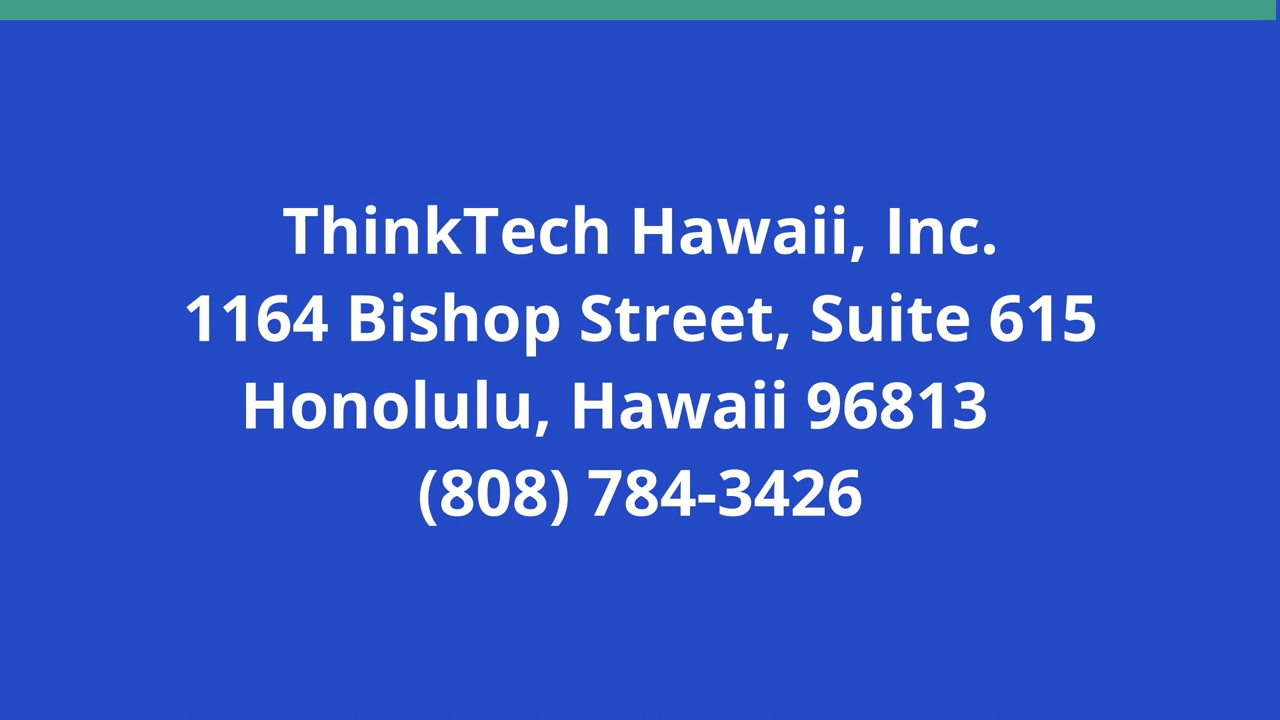 ThinkTech Hawaii, Inc.
1164 Bishop Street, Suite 615
Honolulu, Hawaii 96813
(808) 784-3426